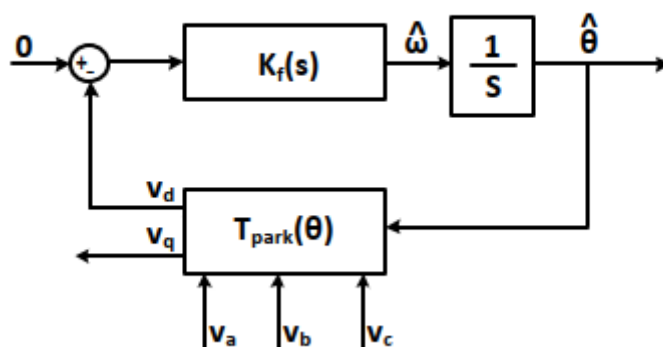 0
+
-
K_f(s)
ω̂
1
S
θ̂
v_d
v_q
T_park(θ)
v_a
v_b
v_c